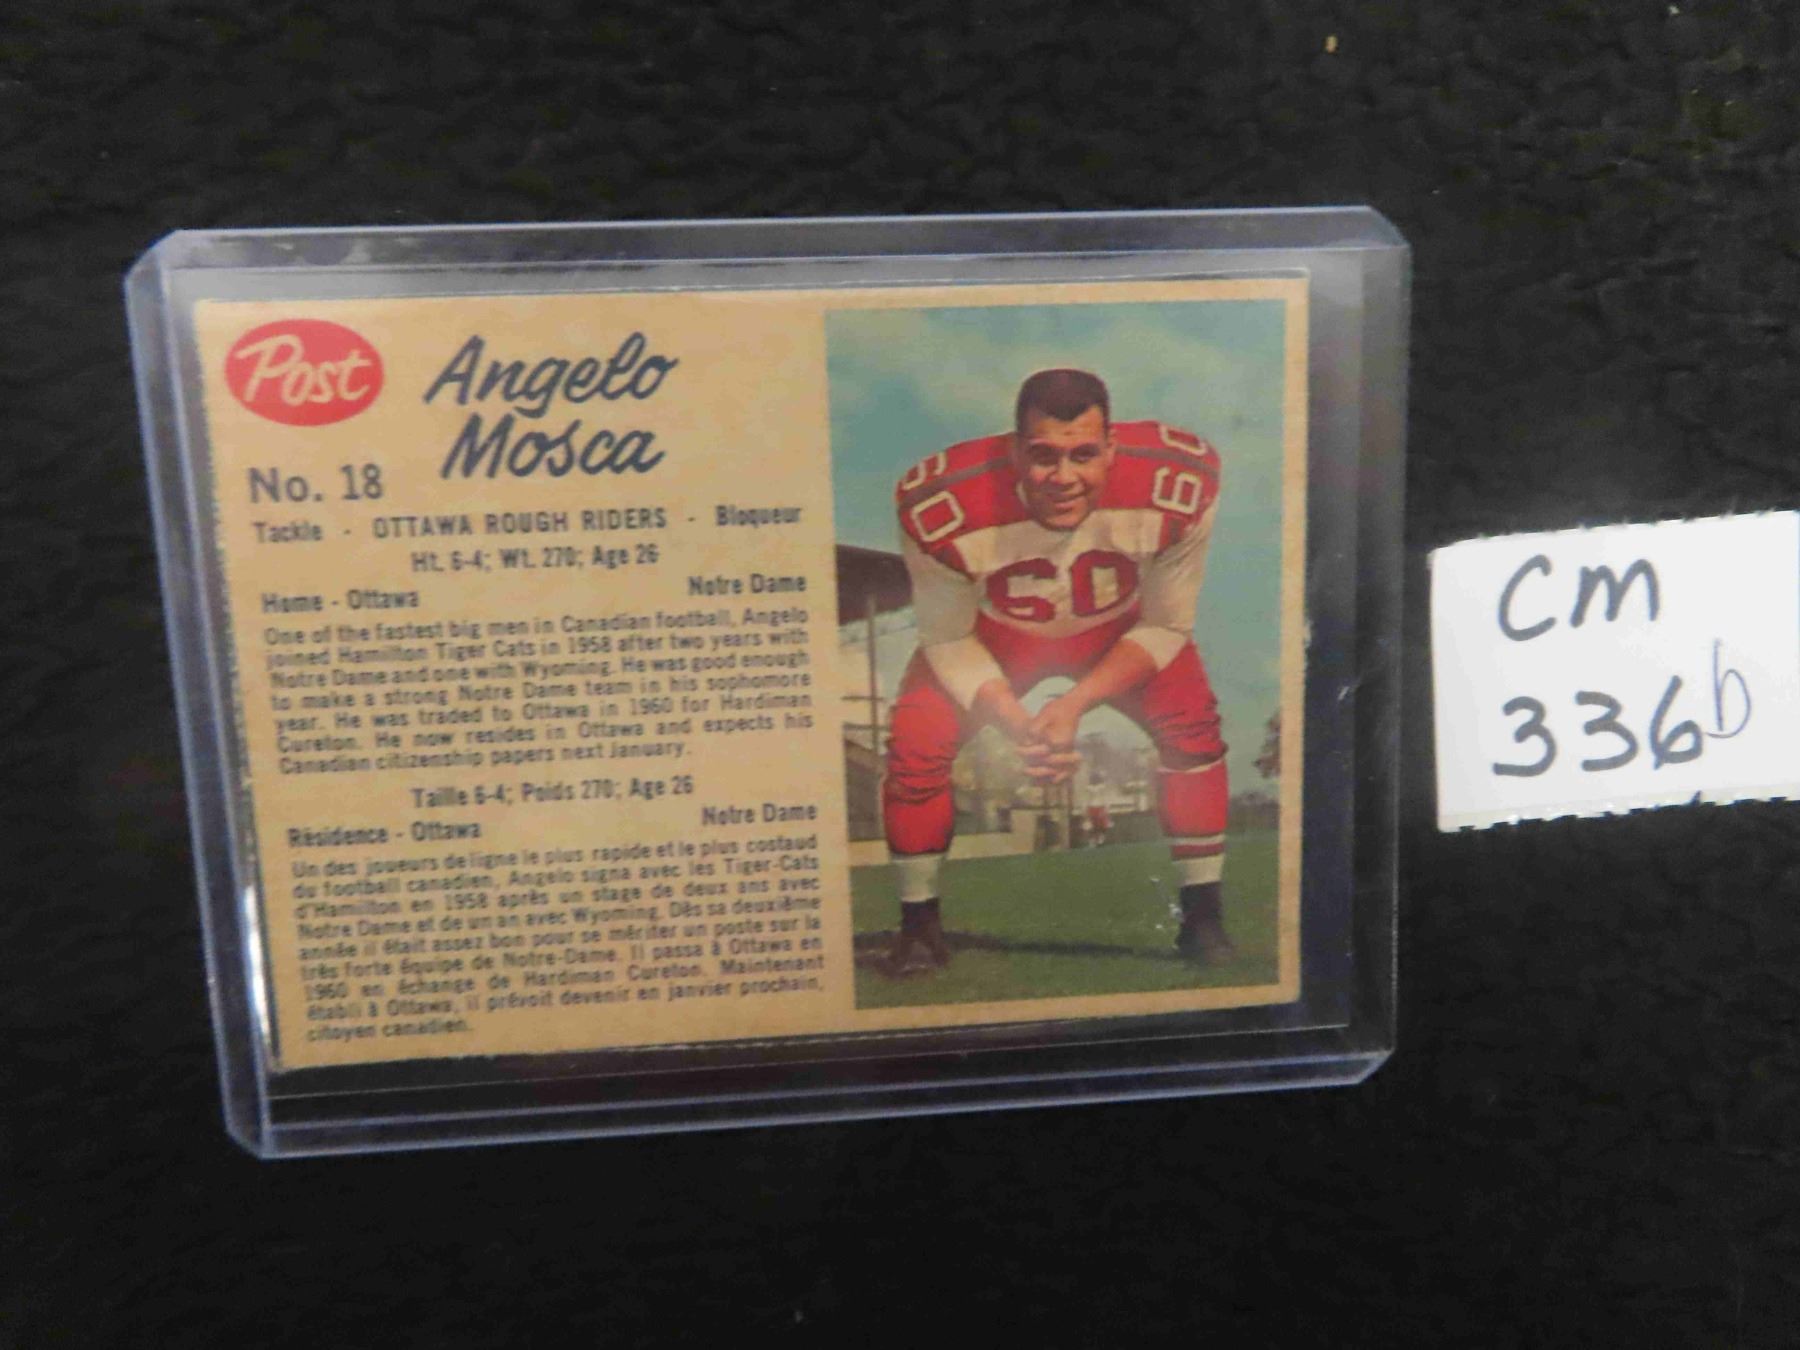 Post
Angelo
Mosca
No. 18
Tackle - OTTAWA ROUGH RIDERS - Bloqueur
Ht. 6-4; Wt. 270; Age 26
Home - Ottawa Notre Dame
One of the fastest big men in Canadian football, Angelo
joined Hamilton Tiger Cats in 1958 after two years with
Notre Dame and one with Wyoming. He was good enough
to make a strong Notre Dame team in his sophomore
year. He was traded to Ottawa in 1960 for Hardiman
Cureton. He now resides in Ottawa and expects his
Canadian citizenship papers next January.
Taille 6-4; Poids 270; Age 26
Résidence - Ottawa Notre Dame
Un des joueurs de ligne le plus rapide et le plus costaud
du football canadien, Angelo signa avec les Tiger-Cats
d'Hamilton en 1958 après un stage de deux ans avec
Notre Dame et de un an avec Wyoming. Dès sa deuxième
année il était assez bon pour se mériter un poste sur la
très forte équipe de Notre-Dame. Il passa à Ottawa en
1960 en échange de Hardiman Cureton. Maintenant
établi à Ottawa, il prévoit devenir en janvier prochain,
citoyen canadien.
60
60
60
CM
336b